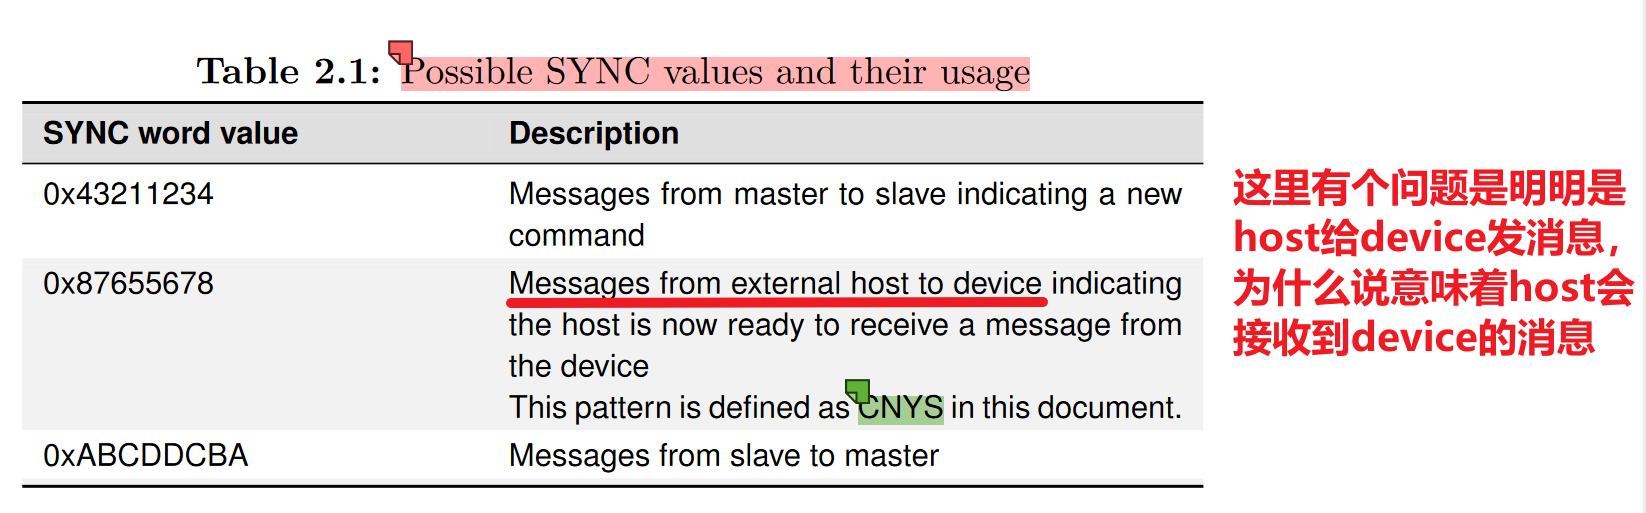 Table 2.1: Possible SYNC values and their usage
SYNC word value Description
0x43211234 Messages from master to slave indicating a new
command
0x87655678 Messages from external host to device indicating
the host is now ready to receive a message from
the device
This pattern is defined as CNYS in this document.
0xABCDDCBA Messages from slave to master
这里有个问题是明明是
host给device发消息，
为什么说意味着host会
接收到device的消息